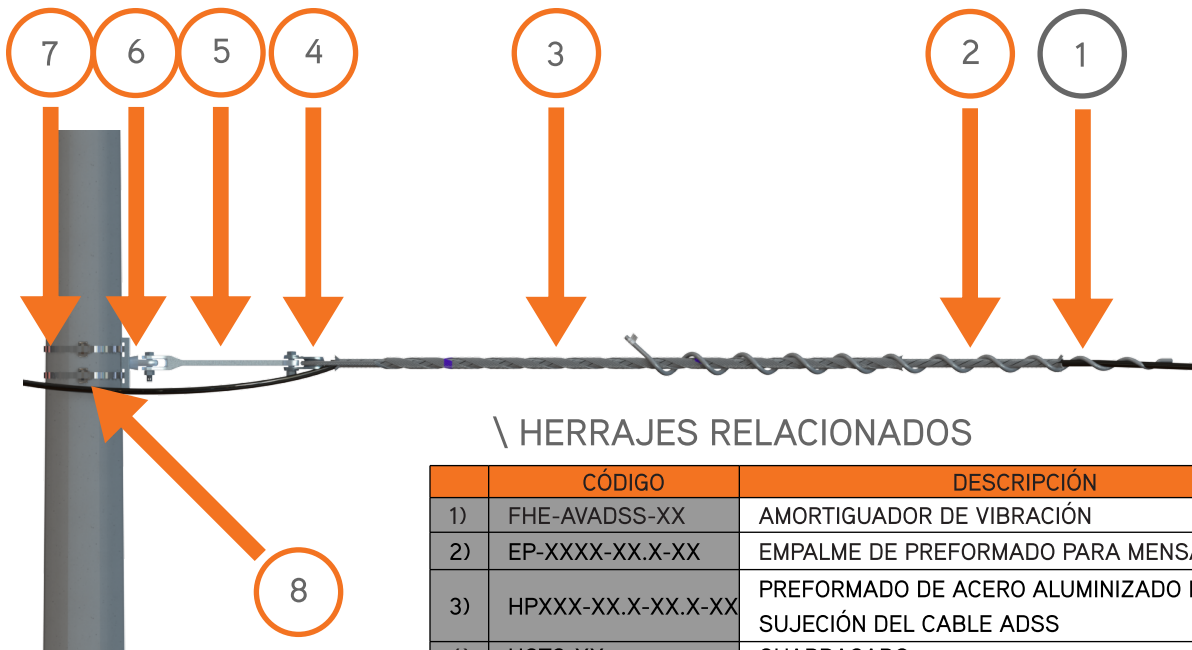 7 6 5 4 3 2 1
\ HERRAJES RELACIONADOS
CÓDIGO DESCRIPCIÓN
1) FHE-AVADSS-XX AMORTIGUADOR DE VIBRACIÓN
2) EP-XXXX-XX.X-XX EMPALME DE PREFORMADO PARA
3) HPXXX-XX.X-XX.X-XX PREFORMADO DE ACERO ALUMINIZADO
SUJECIÓN DEL CABLE ADSS
8